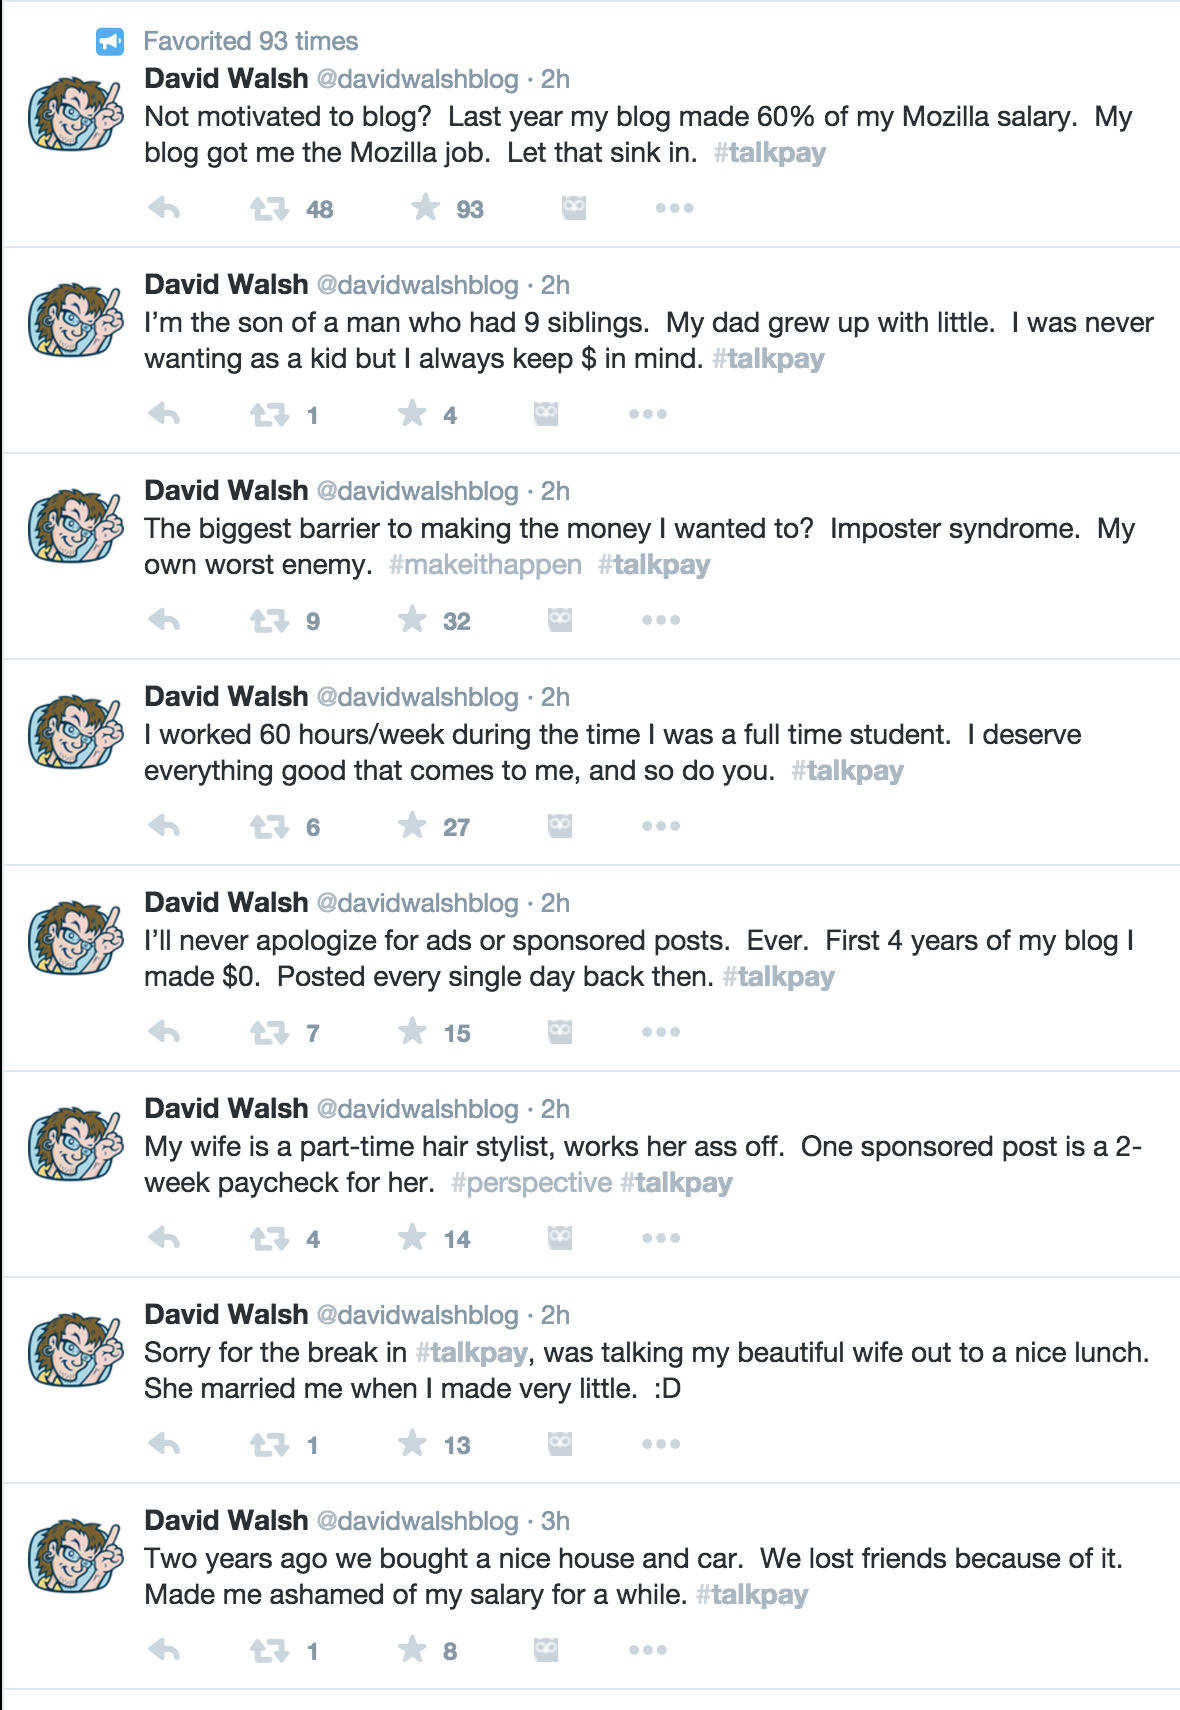 Favorited 93 times
David Walsh @davidwalshblog · 2h
Not motivated to blog?  Last year my blog made 60% of my Mozilla salary.  My
blog got me the Mozilla job.  Let that sink in.  #talkpay
48 93
David Walsh @davidwalshblog · 2h
I’m the son of a man who had 9 siblings.  My dad grew up with little.  I was never
wanting as a kid but I always keep $ in mind. #talkpay
1 4
David Walsh @davidwalshblog · 2h
The biggest barrier to making the money I wanted to?  Imposter syndrome.  My
own worst enemy.  #makeithappen  #talkpay
9 32
David Walsh @davidwalshblog · 2h
I worked 60 hours/week during the time I was a full time student.  I deserve
everything good that comes to me, and so do you.  #talkpay
6 27
David Walsh @davidwalshblog · 2h
I’ll never apologize for ads or sponsored posts.  Ever.  First 4 years of my blog I
made $0.  Posted every single day back then. #talkpay
7 15
David Walsh @davidwalshblog · 2h
My wife is a part-time hair stylist, works her ass off.  One sponsored post is a 2-
week paycheck for her.  #perspective #talkpay
4 14
David Walsh @davidwalshblog · 2h
Sorry for the break in #talkpay, was talking my beautiful wife out to a nice lunch.
She married me when I made very little.  :D
1 13
David Walsh @davidwalshblog · 3h
Two years ago we bought a nice house and car.  We lost friends because of it.
Made me ashamed of my salary for a while. #talkpay
1 8